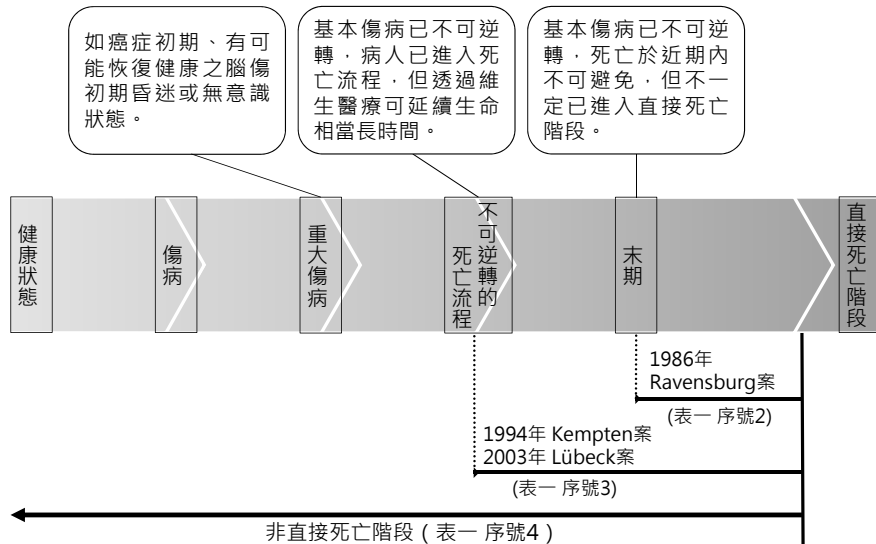 如癌症初期、有可
能恢復健康之腦傷
初期昏迷或無意識
狀態。
基本傷病已不可逆
轉，病人已進入死
亡流程，但透過維
生醫療可延續生命
相當長時間。
基本傷病已不可逆
轉，死亡於近期內
不可避免，但不一
定已進入直接死亡
階段。
健康狀態
傷病
重大傷病
不可逆轉的
死亡流程
末期
直接死亡階段
1986年
Ravensburg案
(表一 序號2)
1994年 Kempten案
2003年 Lübeck案
(表一 序號3)
非直接死亡階段（表一 序號4）